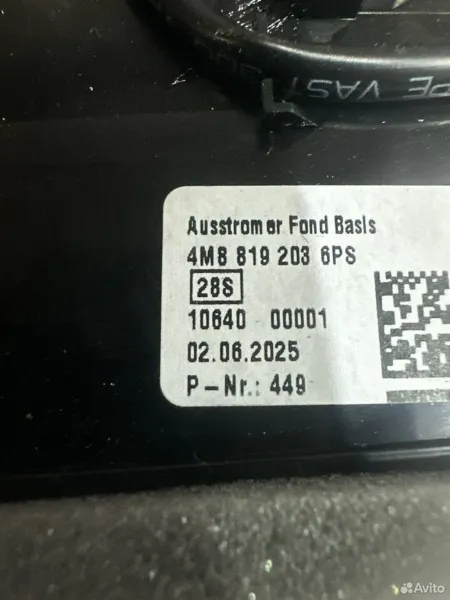 PE VAST
Ausstromer Fond Basis
4M8 819 203 6PS
28S
10640 00001
02.06.2025
P-Nr.: 449
Avito